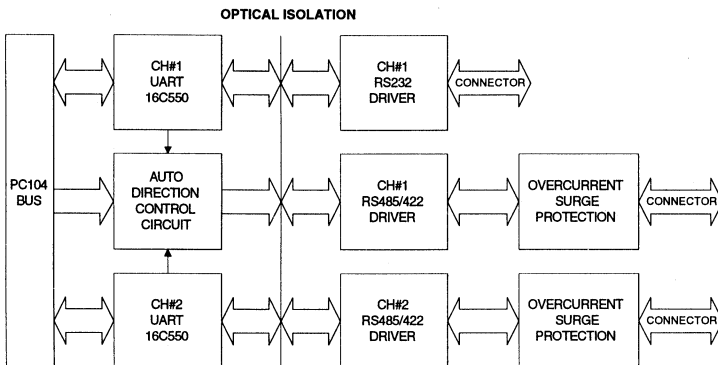 OPTICAL ISOLATION
CH#1
UART
16C550
CH#1
RS232
DRIVER
CONNECTOR
PC104
BUS
AUTO
DIRECTION
CONTROL
CIRCUIT
CH#1
RS485/422
DRIVER
OVERCURRENT
SURGE
PROTECTION
CONNECTOR
CH#2
UART
16C550
CH#2
RS485/422
DRIVER
OVERCURRENT
SURGE
PROTECTION
CONNECTOR